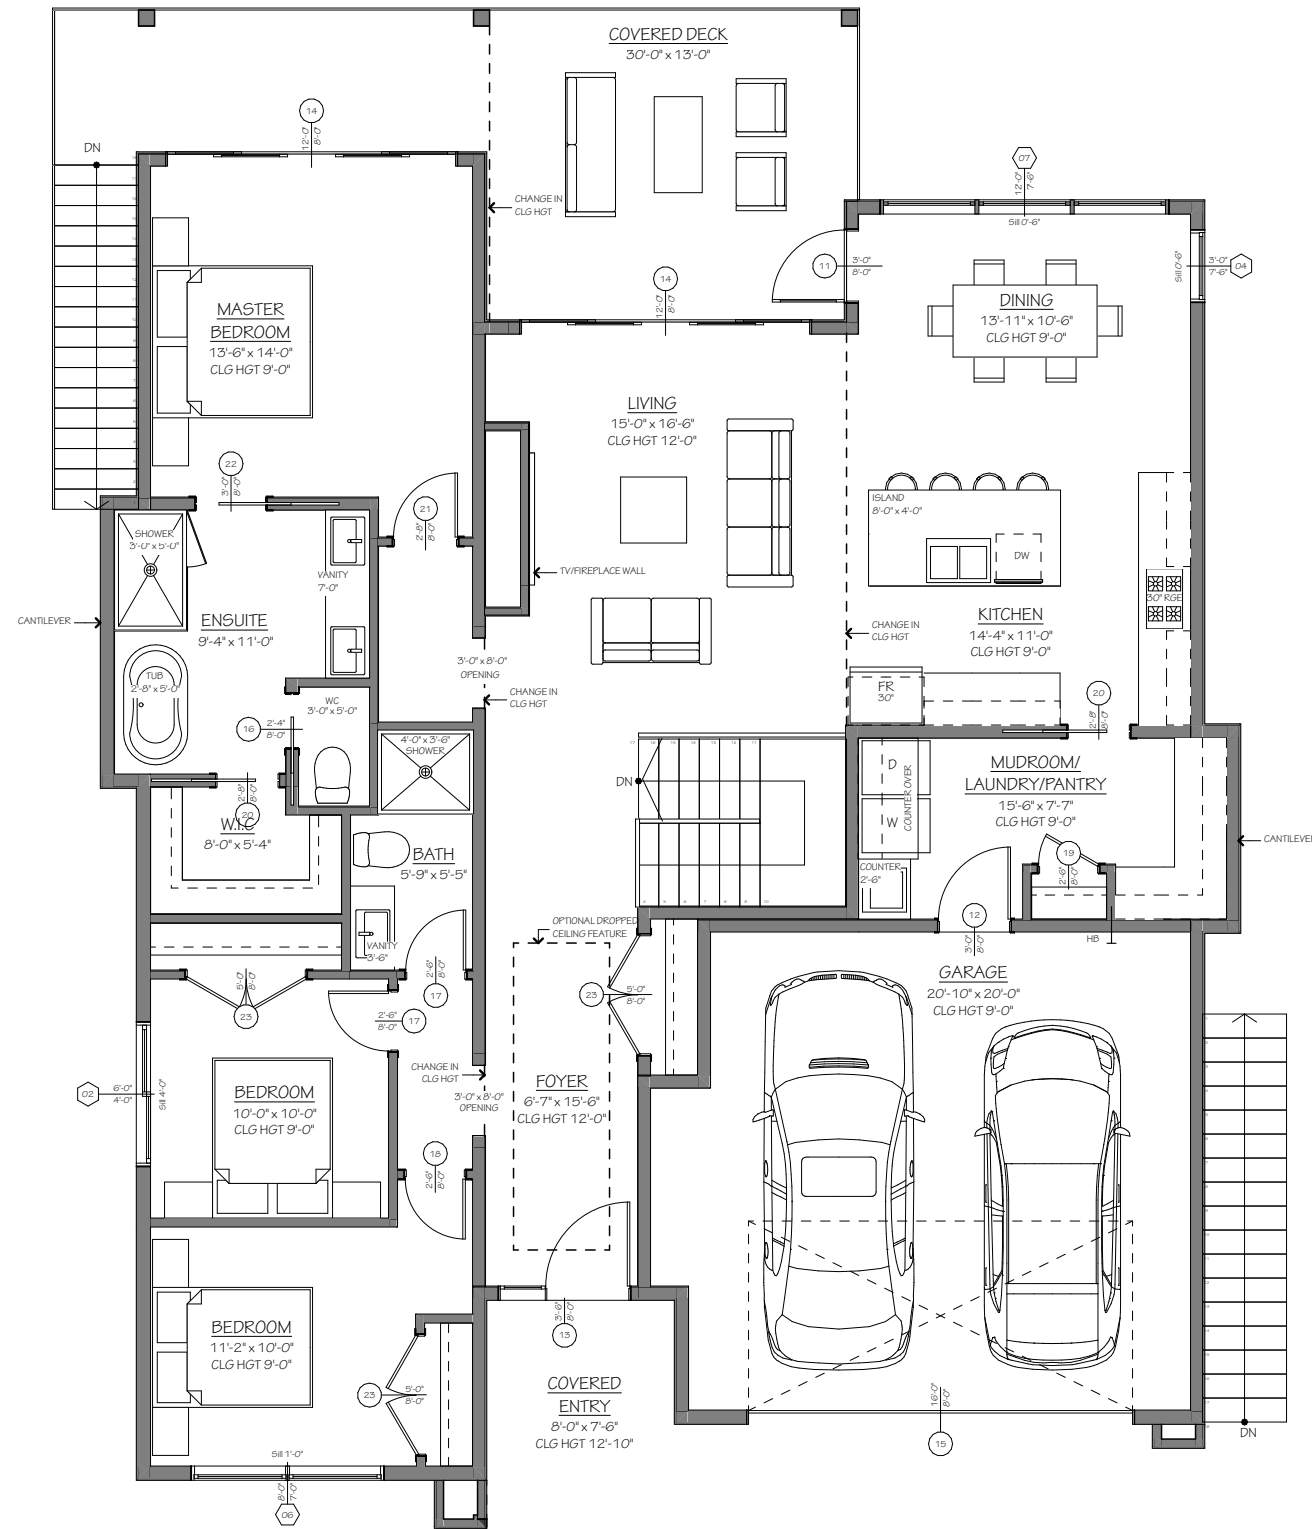 COVERED DECK
30'-0" x 13'-0"
14
12'-0"
8'-0"
DN
CHANGE IN
CLG HGT
07
12'-0"
7'-6"
Sill 0'-6"
11
3'-0"
8'-0"
Sill 0'-6"
3'-0"
7'-6"
04
14
12'-0"
8'-0"
MASTER
BEDROOM
13'-6" x 14'-0"
CLG HGT 9'-0"
DINING
13'-11" x 10'-6"
CLG HGT 9'-0"
LIVING
15'-0" x 16'-6"
CLG HGT 12'-0"
22
3'-0"
8'-0"
21
2'-8"
8'-0"
ISLAND
8'-0" x 4'-0"
DW
SHOWER
3'-0" x 5'-0"
VANITY
7'-0"
TV/FIREPLACE WALL
30" RGE
CANTILEVER
ENSUITE
9'-4" x 11'-0"
KITCHEN
14'-4" x 11'-0"
CLG HGT 9'-0"
CHANGE IN
CLG HGT
TUB
2'-8" x 5'-0"
3'-0" x 8'-0"
OPENING
CHANGE IN
CLG HGT
FR
30"
20
2'-8"
8'-0"
WC
3'-0" x 5'-0"
16
2'-4"
8'-0"
4'-0" x 3'-6"
SHOWER
DN
D
W
COUNTER OVER
MUDROOM/
LAUNDRY/PANTRY
15'-6" x 7'-7"
CLG HGT 9'-0"
2'-8"
8'-0"
20
W.I.C
8'-0" x 5'-4"
BATH
5'-9" x 5'-5"
CANTILEVER
19
2'-6"
8'-0"
COUNTER
2'-6"
12
3'-0"
8'-0"
HB
OPTIONAL DROPPED
CEILING FEATURE
VANITY
3'-6"
5'-0"
8'-0"
23
2'-6"
8'-0"
17
2'-6"
8'-0"
17
23
5'-0"
8'-0"
GARAGE
20'-10" x 20'-0"
CLG HGT 9'-0"
02
6'-0"
4'-0"
Sill 4'-0"
BEDROOM
10'-0" x 10'-0"
CLG HGT 9'-0"
CHANGE IN
CLG HGT
3'-0" x 8'-0"
OPENING
FOYER
6'-7" x 15'-6"
CLG HGT 12'-0"
18
2'-6"
8'-0"
BEDROOM
11'-2" x 10'-0"
CLG HGT 9'-0"
3'-6"
8'-0"
13
23
5'-0"
8'-0"
COVERED
ENTRY
8'-0" x 7'-6"
CLG HGT 12'-10"
16'-0"
8'-0"
15
DN
Sill 1'-0"
8'-0"
7'-0"
06